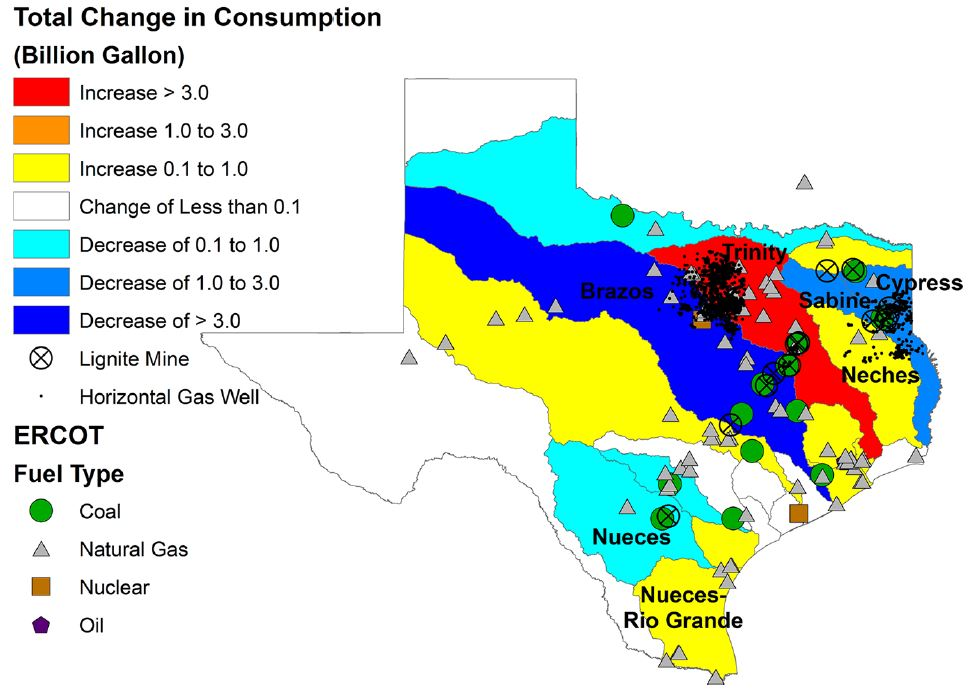 Total Change in Consumption
(Billion Gallon)
Increase > 3.0
Increase 1.0 to 3.0
Increase 0.1 to 1.0
Change of Less than 0.1
Decrease of 0.1 to 1.0
Decrease of 1.0 to 3.0
Decrease of > 3.0
Lignite Mine
Horizontal Gas Well
ERCOT
Fuel Type
Coal
Natural Gas
Nuclear
Oil
Trinity
Brazos
Cypress
Sabine
Neches
Nueces
Nueces-
Rio Grande